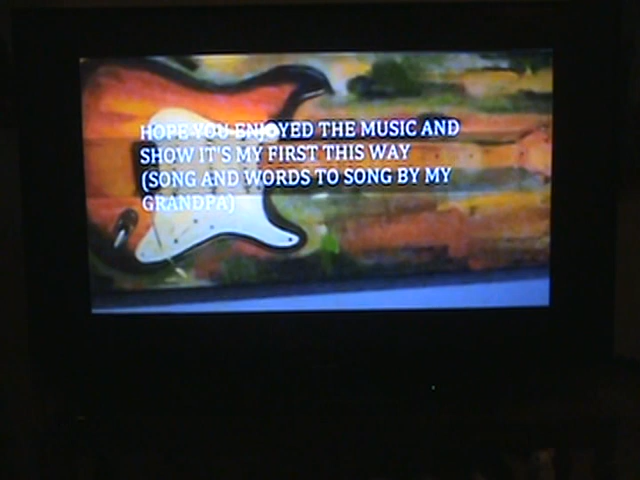 HOPE YOU ENJOYED THE MUSIC AND
SHOW IT'S MY FIRST THIS WAY
(SONG AND WORDS TO SONG BY MY
GRANDPA)